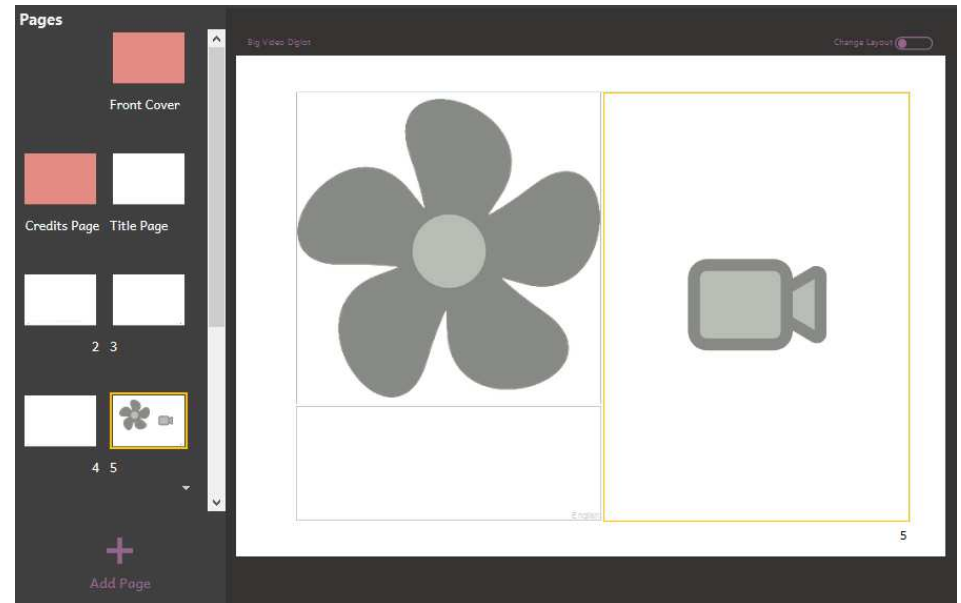 Pages
Front Cover
Credits Page Title Page
2 3
4 5
Add Page
Big Video Diglot
Change Layout
English
5